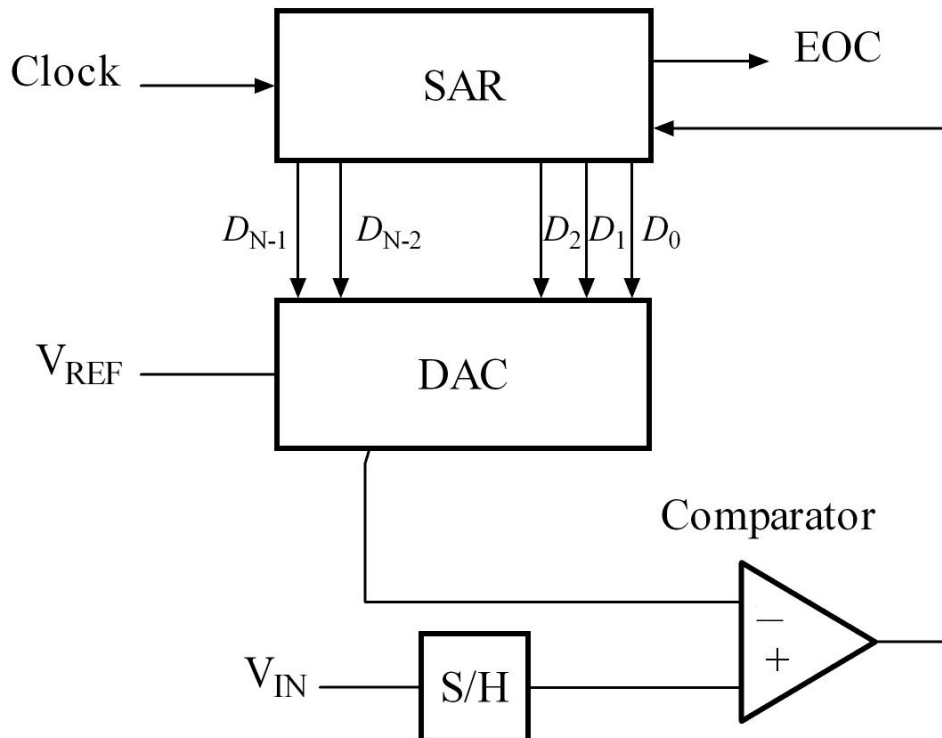 Clock
SAR
EOC
D_N-1
D_N-2
D_2
D_1
D_0
V_REF
DAC
Comparator
−
+
V_IN
S/H